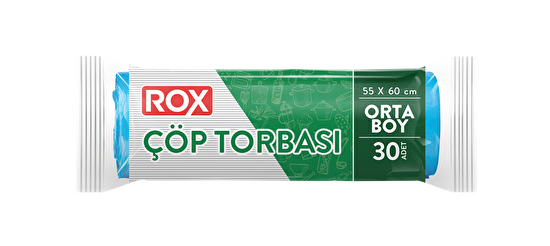 ROX
ÇÖP TORBASI
55 X 60 cm
ORTA
BOY
30 ADET